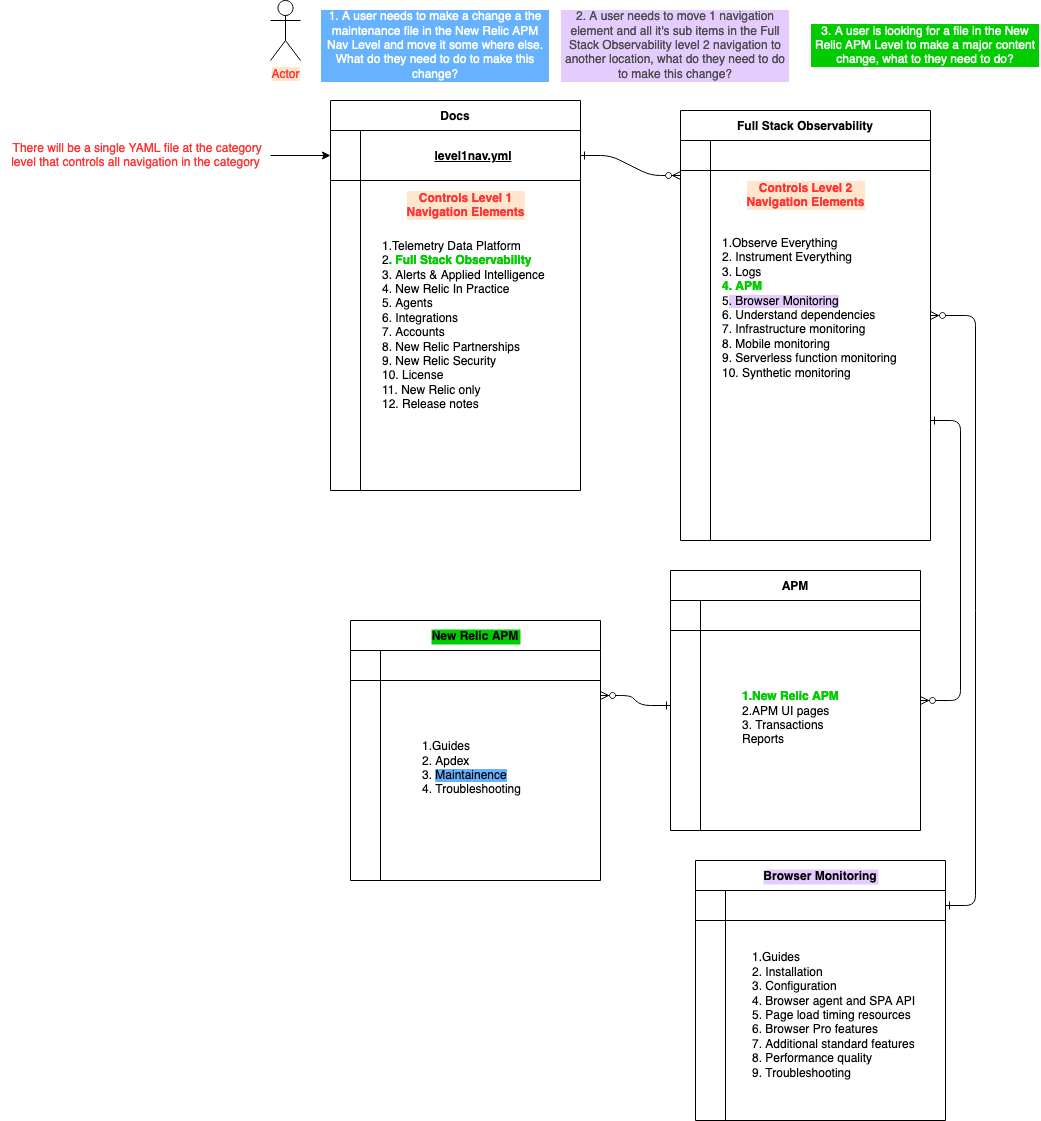 1. A user needs to make a change a the
maintenance file in the New Relic APM
Nav Level and move it some where else.
What do they need to do to make this
change?
2. A user needs to move 1 navigation
element and all it's sub items in the Full
Stack Observability level 2 navigation to
another location, what do they need to do
to make this change?
3. A user is looking for a file in the New
Relic APM Level to make a major content
change, what to they need to do?
Actor
There will be a single YAML file at the category
level that controls all navigation in the category
Docs
level1nav.yml
Controls Level 1
Navigation Elements
1.Telemetry Data Platform
2. Full Stack Observability
3. Alerts & Applied Intelligence
4. New Relic In Practice
5. Agents
6. Integrations
7. Accounts
8. New Relic Partnerships
9. New Relic Security
10. License
11. New Relic only
12. Release notes
Full Stack Observability
Controls Level 2
Navigation Elements
1.Observe Everything
2. Instrument Everything
3. Logs
4. APM
5. Browser Monitoring
6. Understand dependencies
7. Infrastructure monitoring
8. Mobile monitoring
9. Serverless function monitoring
10. Synthetic monitoring
APM
1.New Relic APM
2.APM UI pages
3. Transactions
Reports
New Relic APM
1.Guides
2. Apdex
3. Maintainence
4. Troubleshooting
Browser Monitoring
1.Guides
2. Installation
3. Configuration
4. Browser agent and SPA API
5. Page load timing resources
6. Browser Pro features
7. Additional standard features
8. Performance quality
9. Troubleshooting